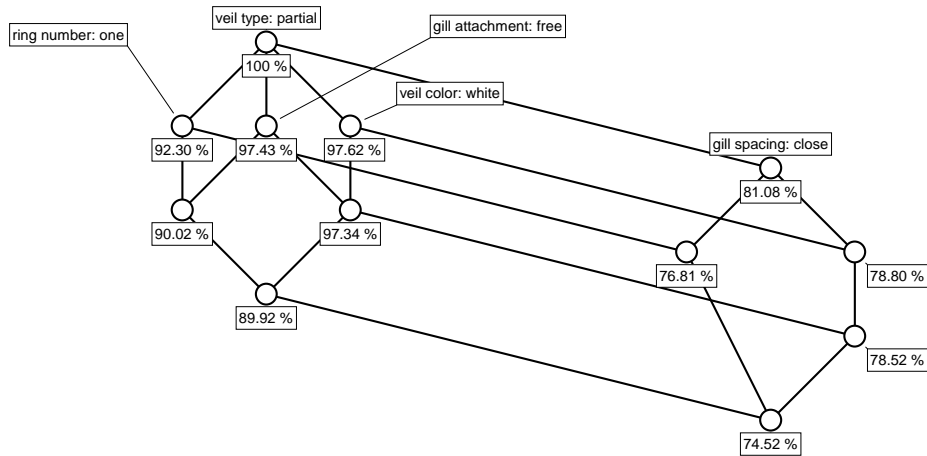 veil type: partial
ring number: one
gill attachment: free
100 %
veil color: white
92.30 %
97.43 %
97.62 %
gill spacing: close
81.08 %
90.02 %
97.34 %
76.81 %
78.80 %
89.92 %
78.52 %
74.52 %